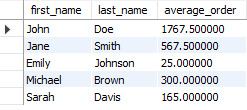 first_name last_name average_order
John Doe 1767.500000
Jane Smith 567.500000
Emily Johnson 25.000000
Michael Brown 300.000000
Sarah Davis 165.000000